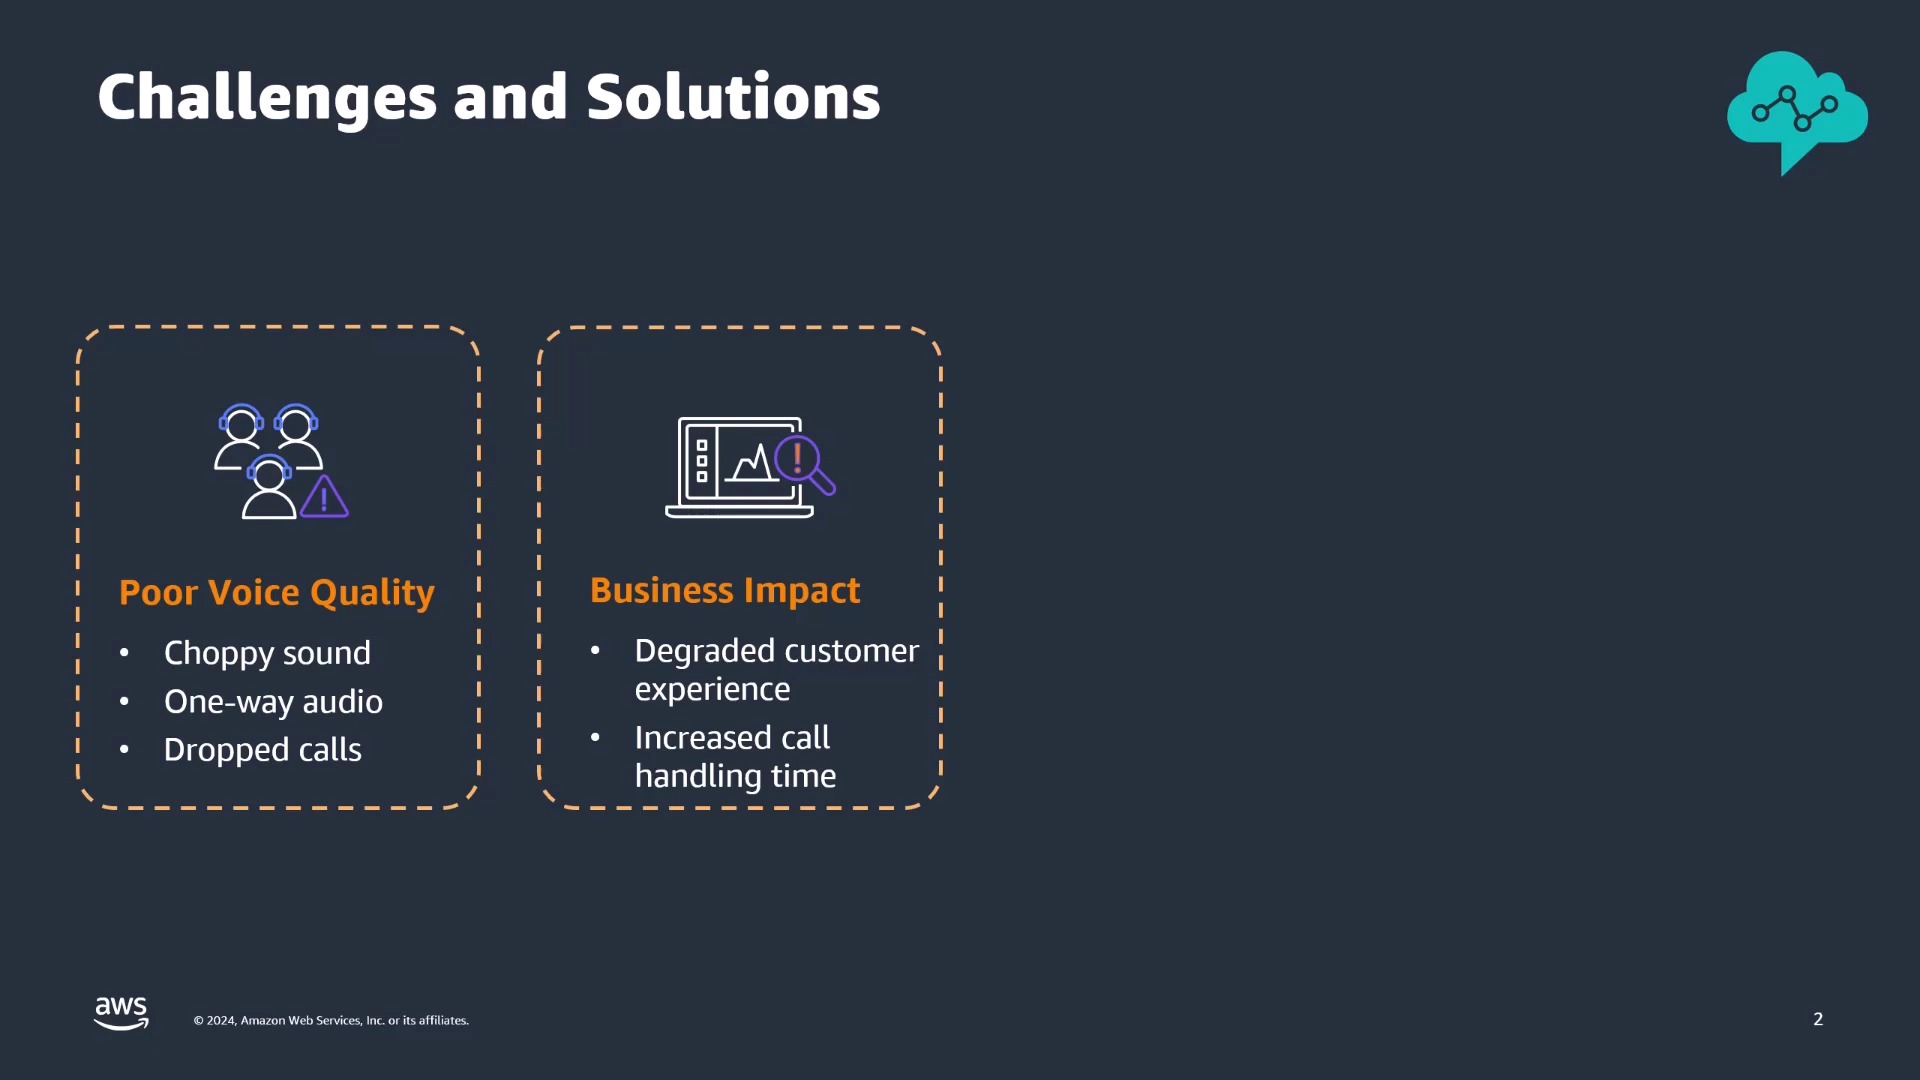 Challenges and Solutions
Poor Voice Quality
• Choppy sound
• One-way audio
• Dropped calls
Business Impact
• Degraded customer
experience
• Increased call
handling time
aws
© 2024, Amazon Web Services, Inc. or its affiliates.
2